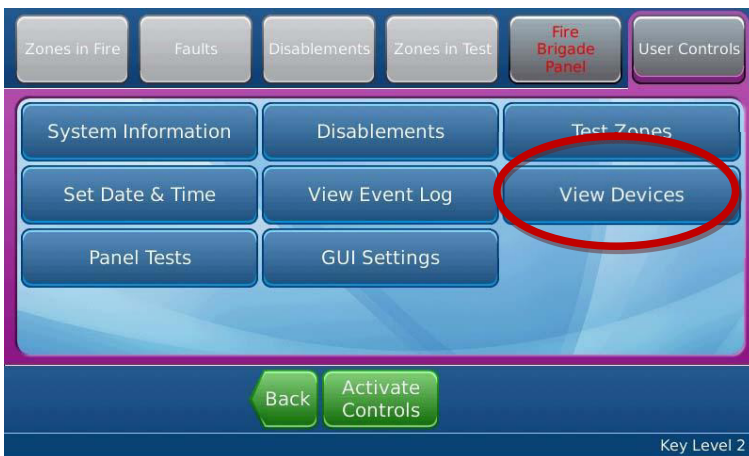 Zones in Fire
Faults
Disablements
Zones in Test
Fire
Brigade
Panel
User Controls
System Information
Disablements
Test Zones
Set Date & Time
View Event Log
View Devices
Panel Tests
GUI Settings
Back
Activate
Controls
Key Level 2